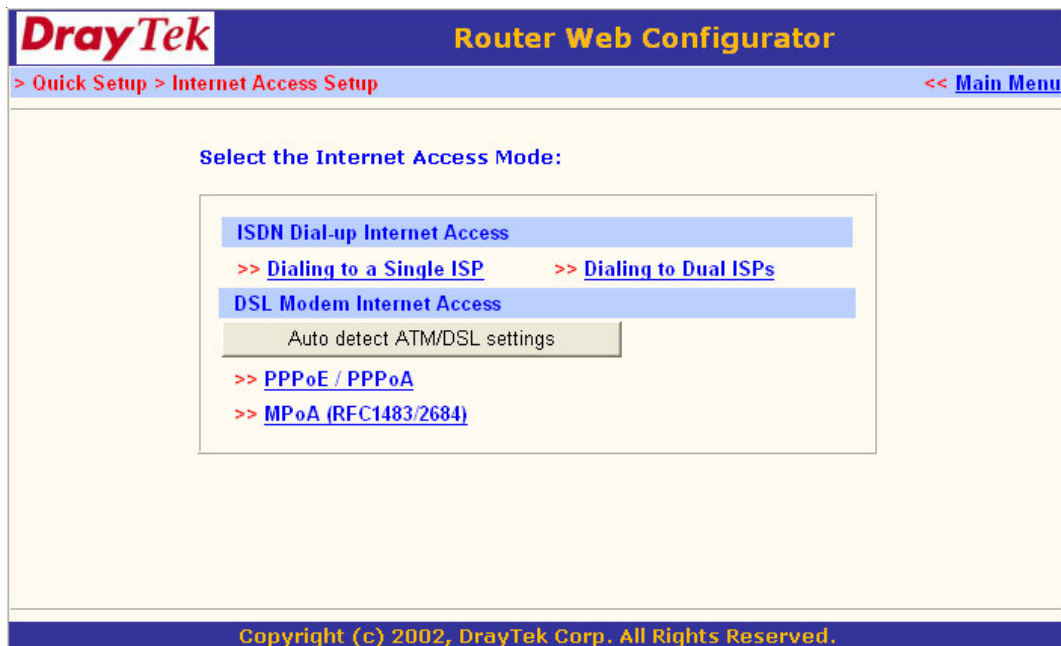 DrayTek Router Web Configurator
> Quick Setup > Internet Access Setup << Main Menu
Select the Internet Access Mode:
ISDN Dial-up Internet Access
>> Dialing to a Single ISP >> Dialing to Dual ISPs
DSL Modem Internet Access
Auto detect ATM/DSL settings
>> PPPoE / PPPoA
>> MPoA (RFC1483/2684)
Copyright (c) 2002, DrayTek Corp. All Rights Reserved.